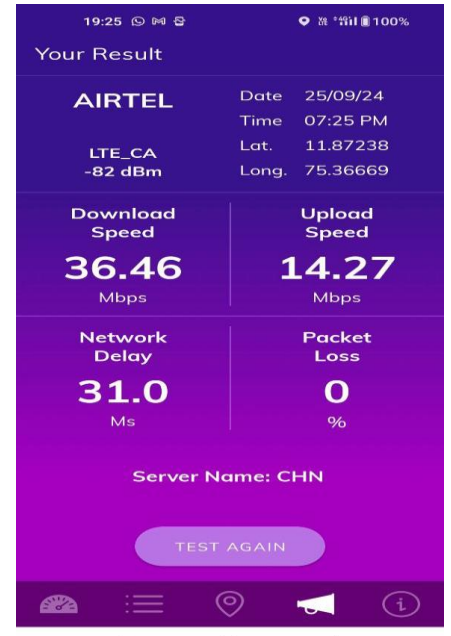 19:25 100%
Your Result
AIRTEL
LTE_CA
-82 dBm
Date 25/09/24
Time 07:25 PM
Lat. 11.87238
Long. 75.36669
Download
Speed
36.46
Mbps
Upload
Speed
14.27
Mbps
Network
Delay
31.0
Ms
Packet
Loss
0
%
Server Name: CHN
TEST AGAIN
i